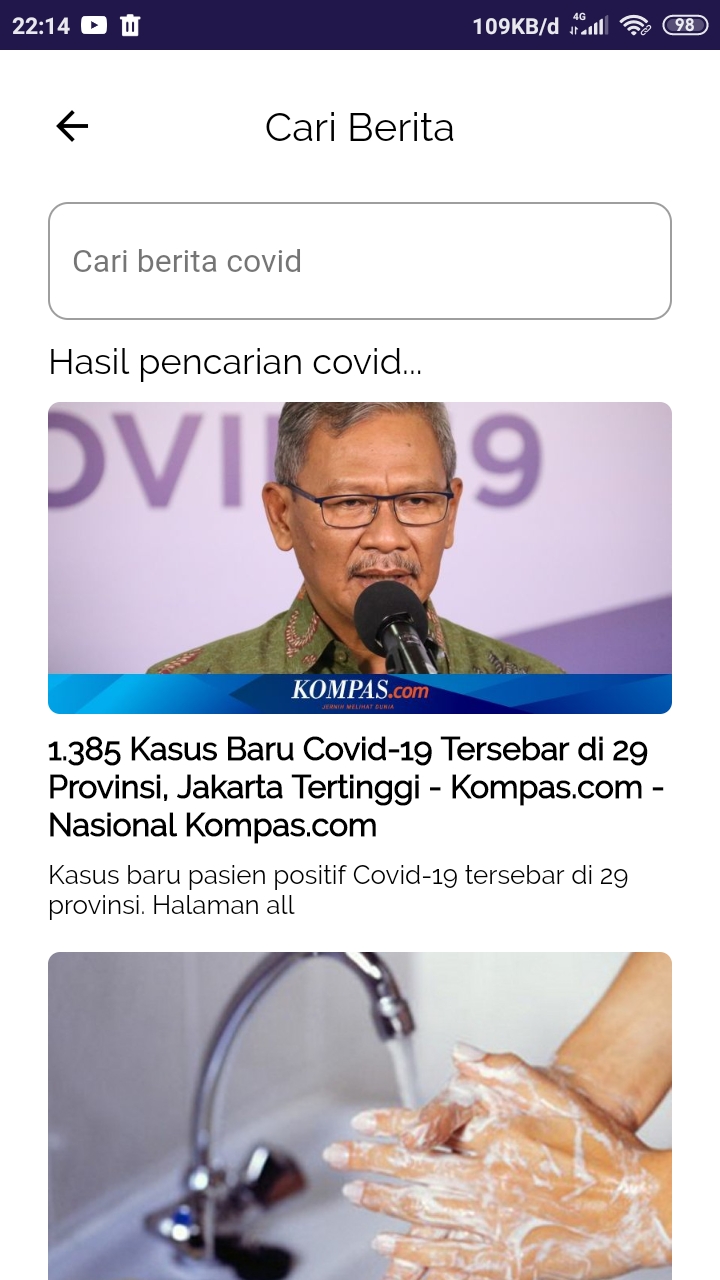 22:14
109KB/d 4G 98
Cari Berita
Cari berita covid
Hasil pencarian covid...
OVI 9
KOMPAS.com
JERNIH MELIHAT DUNIA
1.385 Kasus Baru Covid-19 Tersebar di 29
Provinsi, Jakarta Tertinggi - Kompas.com -
Nasional Kompas.com
Kasus baru pasien positif Covid-19 tersebar di 29
provinsi. Halaman all